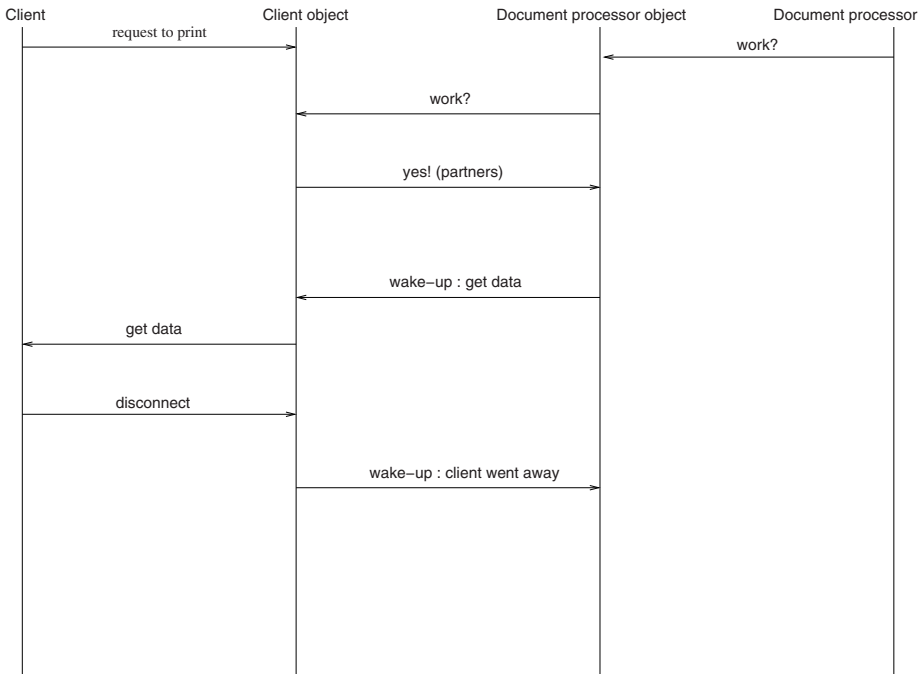 Client
Client object
Document processor object
Document processor
request to print
work?
work?
yes! (partners)
wake−up : get data
get data
disconnect
wake−up : client went away